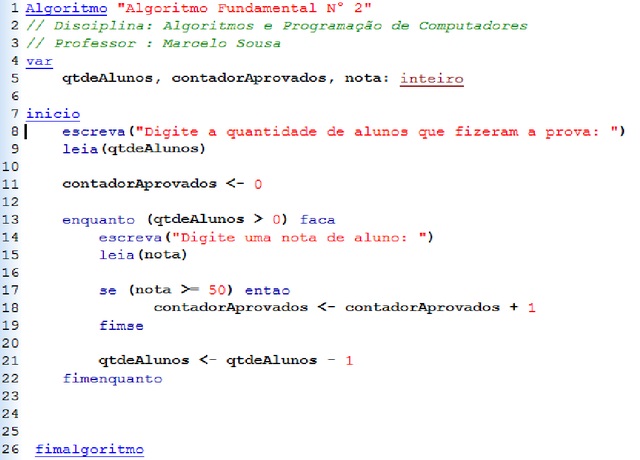 1 Algoritmo "Algoritmo Fundamental N° 2"
2 // Disciplina: Algoritmos e Programação de Computadores
3 // Professor : Marcelo Sousa
4 var
5 qtdeAlunos, contadorAprovados, nota: inteiro
6
7 inicio
8 escreva("Digite a quantidade de alunos que fizeram a prova: ")
9 leia(qtdeAlunos)
10
11 contadorAprovados <- 0
12
13 enquanto (qtdeAlunos > 0) faca
14 escreva("Digite uma nota de aluno: ")
15 leia(nota)
16
17 se (nota >= 50) entao
18 contadorAprovados <- contadorAprovados + 1
19 fimse
20
21 qtdeAlunos <- qtdeAlunos - 1
22 fimenquanto
23
24
25
26 fimalgoritmo